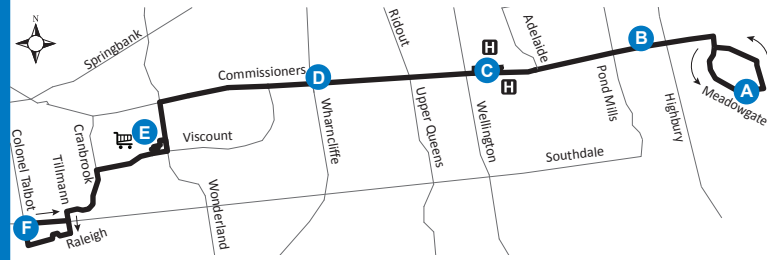 N
Springbank
Ridout
Adelaide
H
B
Commissioners
D
C
H
A
Meadowgate
Pond Mills
Highbury
E
Viscount
Wharncliffe
Upper Queens
Wellington
Southdale
Colonel Talbot
Tillmann
Cranbrook
Wonderland
F
Raleigh